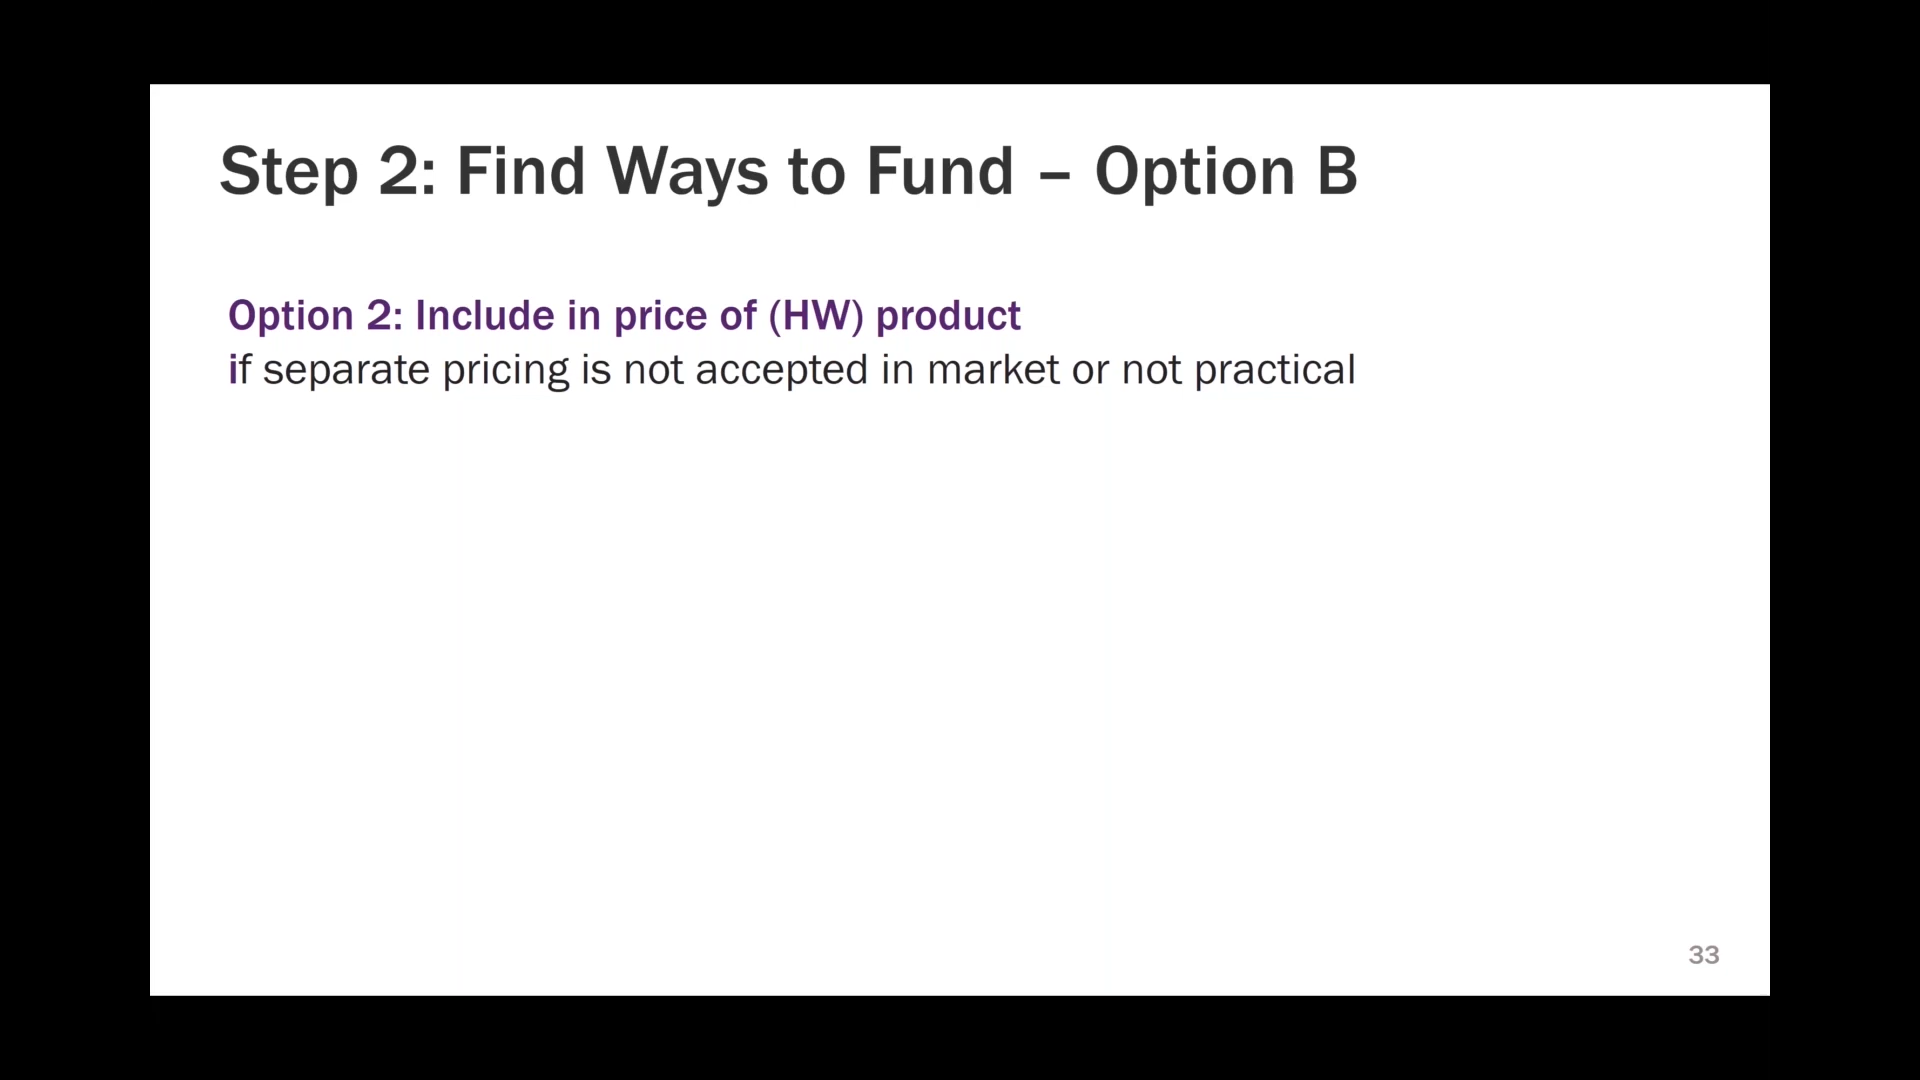 Step 2: Find Ways to Fund – Option B
Option 2: Include in price of (HW) product
if separate pricing is not accepted in market or not practical
33